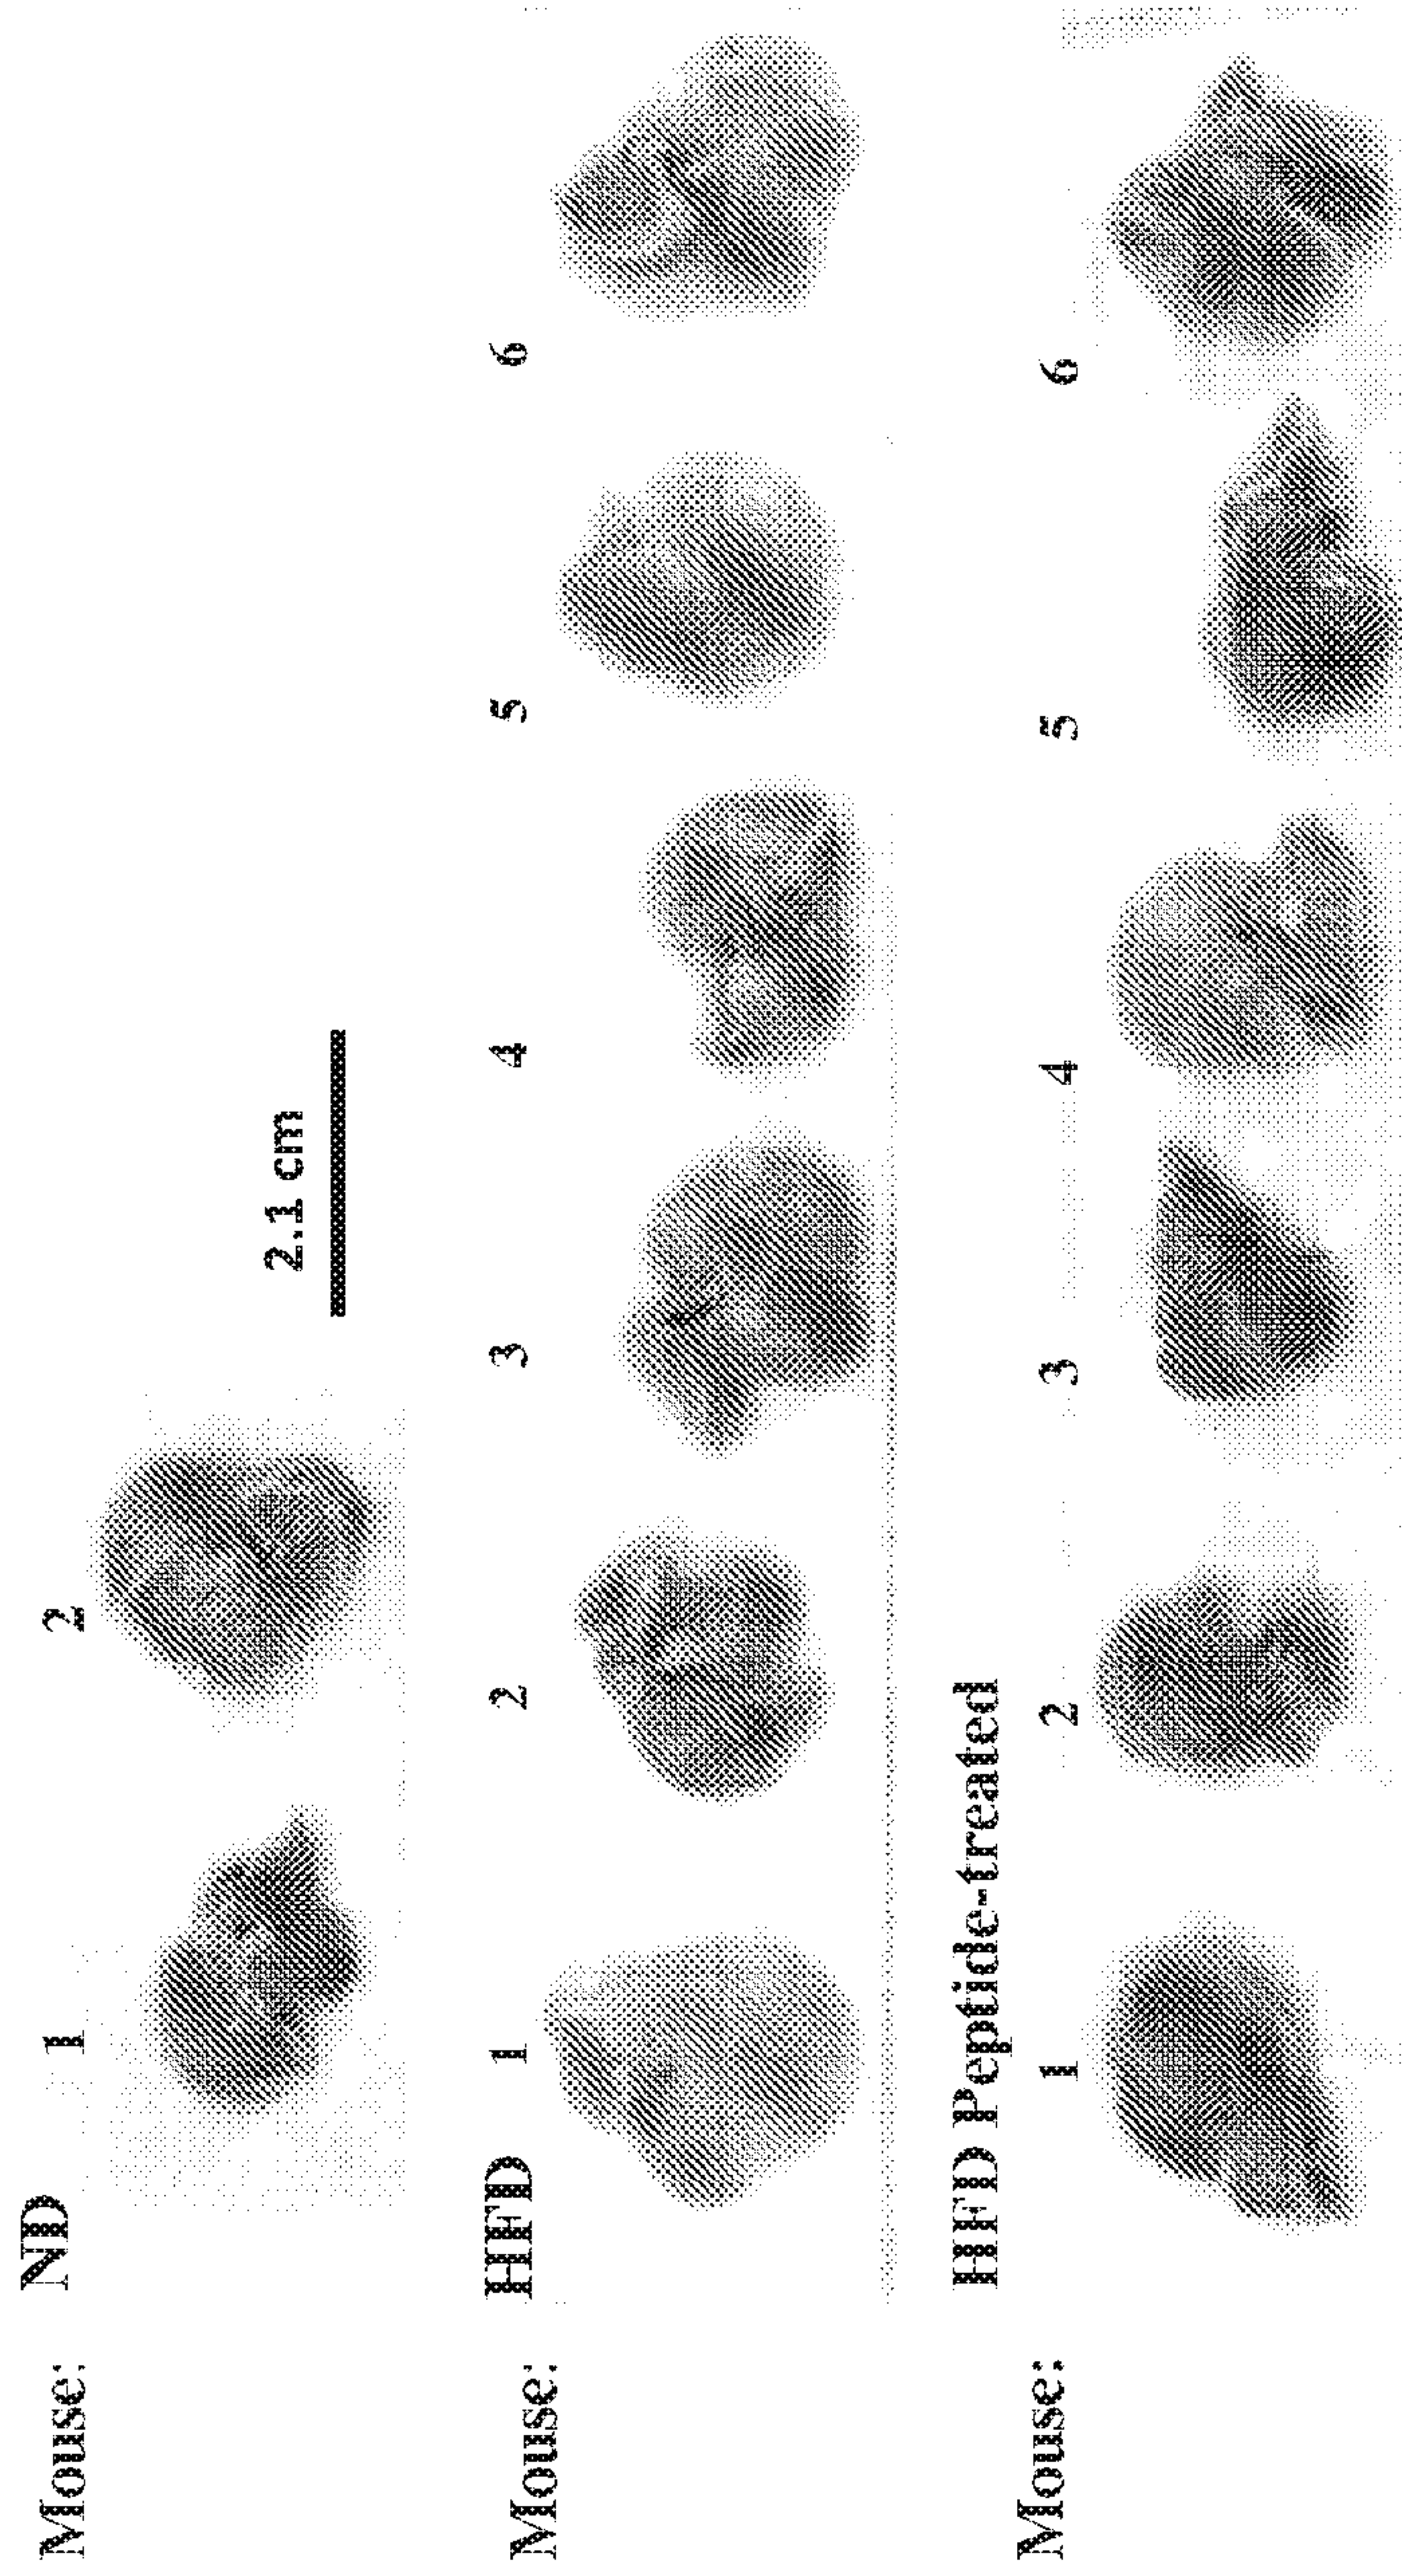 ND
Mouse: 1 2
2.1 cm
HFD
Mouse: 1 2 3 4 5 6
HFD Peptide-treated
Mouse: 1 2 3 4 5 6